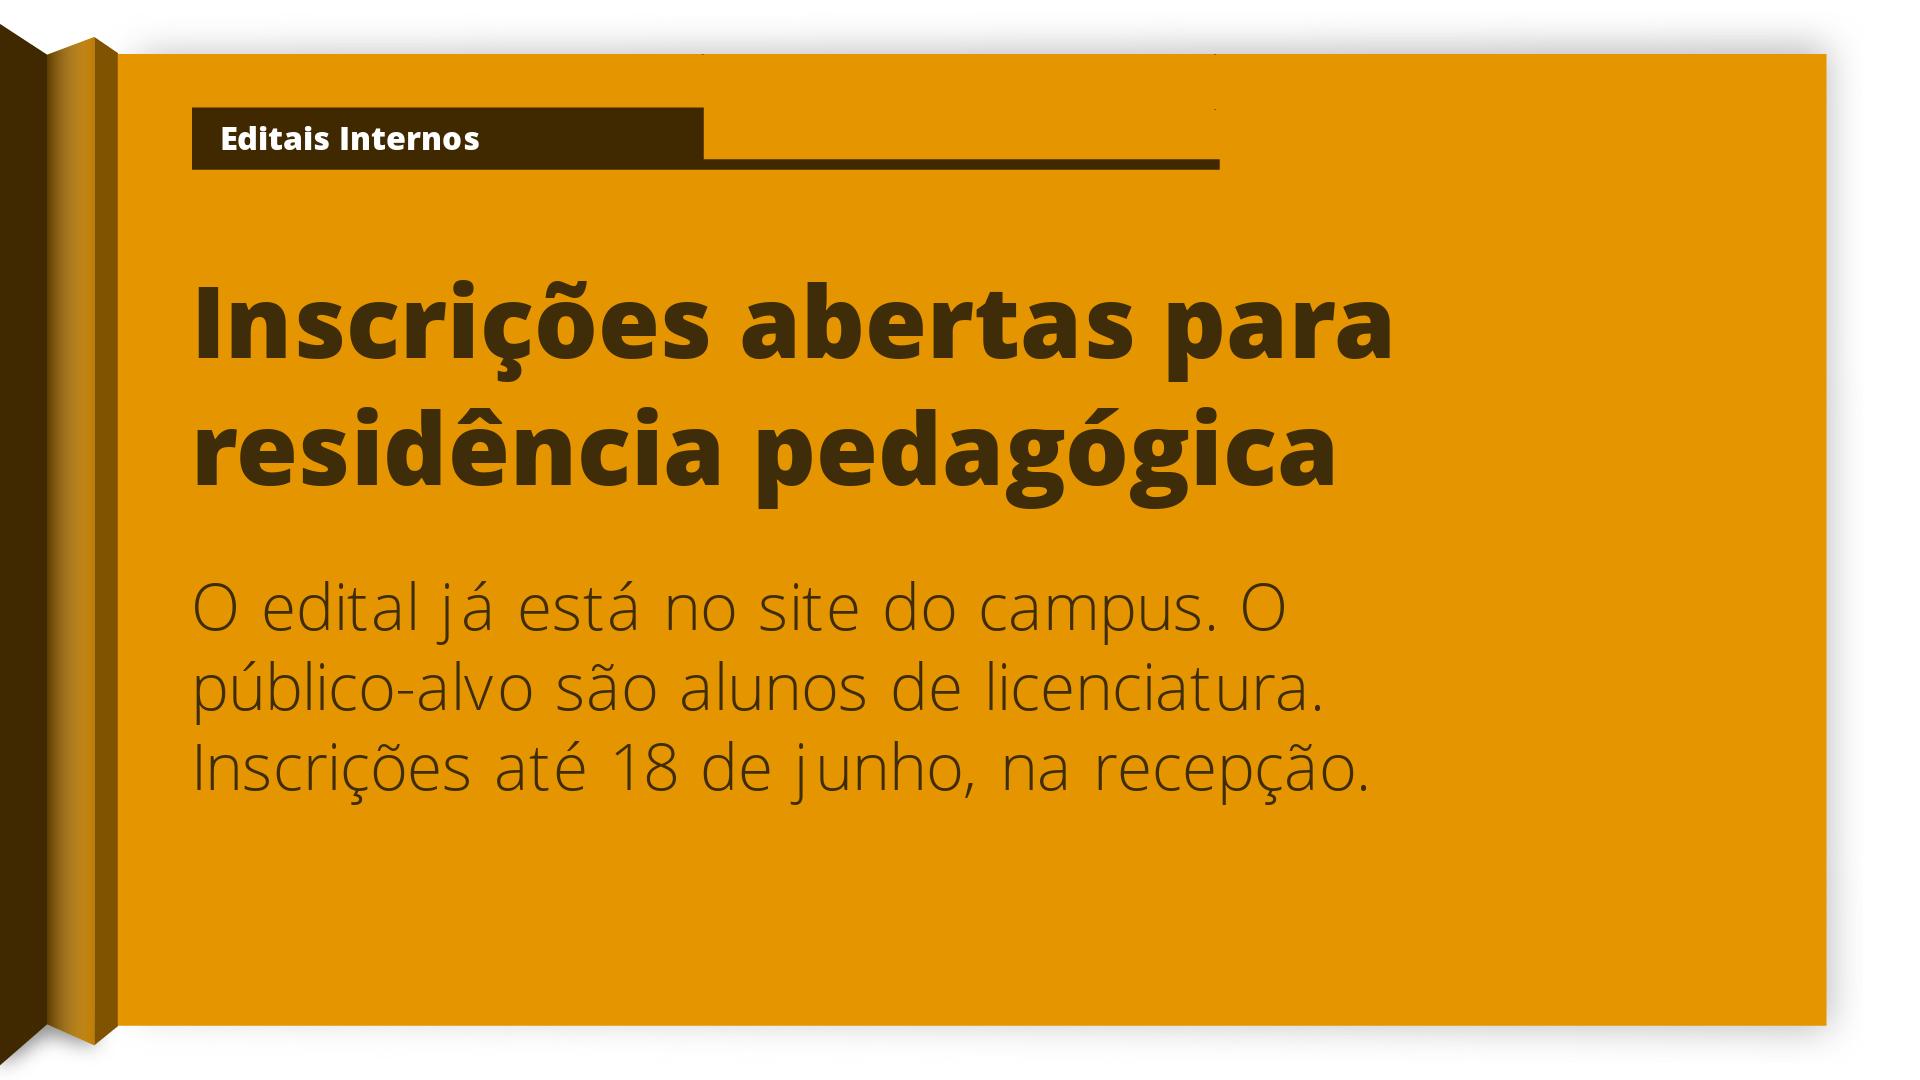 Editais Internos
Inscrições abertas para
residência pedagógica
O edital já está no site do campus. O
público-alvo são alunos de licenciatura.
Inscrições até 18 de junho, na recepção.